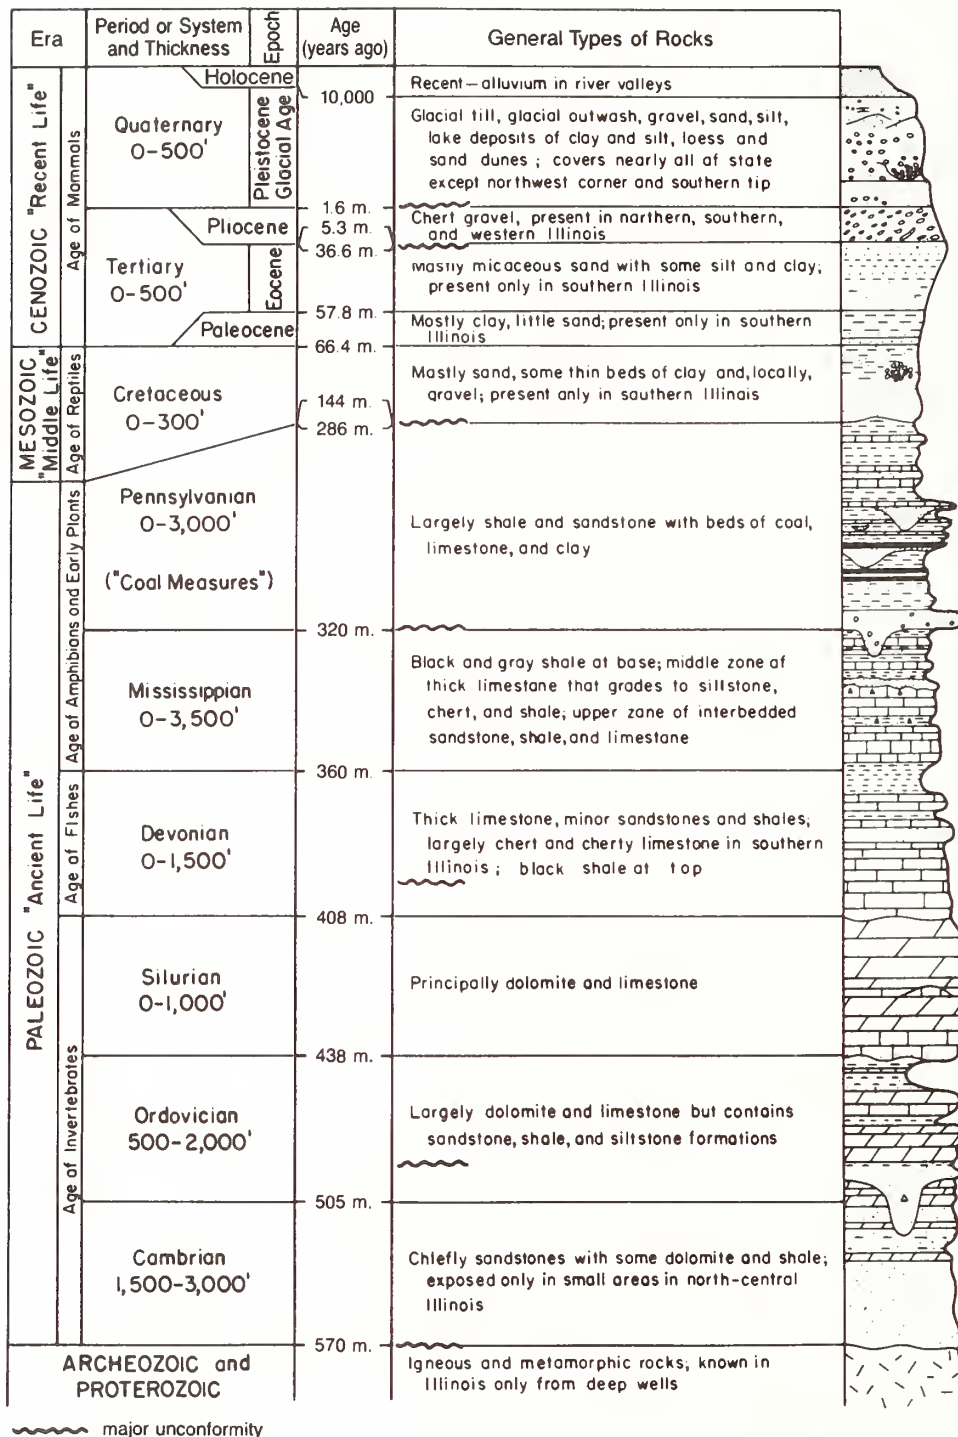 Era
Period or System
and Thickness
Epoch
Age
(years ago)
General Types of Rocks
CENOZOIC "Recent Life"
Age of Mammals
Quaternary
0-500'
Holocene
Pleistocene
Glacial Age
10,000
Recent — alluvium in river valleys
Glacial till, glacial outwash, gravel, sand, silt,
lake deposits of clay and silt, loess and
sand dunes ; covers nearly all of state
except northwest corner and southern tip
1.6 m.
Tertiary
0-500'
Pliocene
5.3 m.
36.6 m.
Chert gravel, present in northern, southern,
and western Illinois
Eocene
Mostly micaceous sand with some silt and clay;
present only in southern Illinois
57.8 m.
Paleocene
Mostly clay, little sand; present only in southern
Illinois
66.4 m.
MESOZOIC
"Middle Life"
Age of Reptiles
Cretaceous
0-300'
144 m.
286 m.
Mostly sand, some thin beds of clay and, locally,
gravel; present only in southern Illinois
PALEOZOIC "Ancient Life"
Age of Amphibians and Early Plants
Pennsylvanian
0-3,000'
("Coal Measures")
Largely shale and sandstone with beds of coal,
limestone, and clay
320 m.
Mississippian
0-3,500'
Black and gray shale at base; middle zone of
thick limestone that grades to siltstone,
chert, and shale; upper zone of interbedded
sandstone, shale, and limestone
360 m.
Age of Fishes
Devonian
0-1,500'
Thick limestone, minor sandstones and shales;
largely chert and cherty limestone in southern
Illinois ; black shale at top
408 m.
Age of Invertebrates
Silurian
0-1,000'
Principally dolomite and limestone
438 m.
Ordovician
500-2,000'
Largely dolomite and limestone but contains
sandstone, shale, and siltstone formations
505 m.
Cambrian
1,500-3,000'
Chiefly sandstones with some dolomite and shale;
exposed only in small areas in north-central
Illinois
570 m.
ARCHEOZOIC and
PROTEROZOIC
Igneous and metamorphic rocks; known in
Illinois only from deep wells
major unconformity